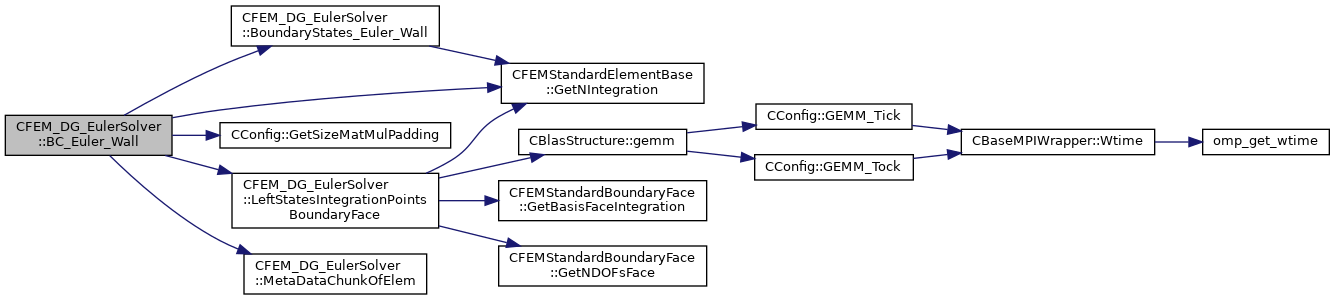 CFEM_DG_EulerSolver
::BC_Euler_Wall
CFEM_DG_EulerSolver
::BoundaryStates_Euler_Wall
CFEMStandardElementBase
::GetNIntegration
CConfig::GetSizeMatMulPadding
CFEM_DG_EulerSolver
::LeftStatesIntegrationPoints
BoundaryFace
CFEM_DG_EulerSolver
::MetaDataChunkOfElem
CBlasStructure::gemm
CFEMStandardBoundaryFace
::GetBasisFaceIntegration
CFEMStandardBoundaryFace
::GetNDOFsFace
CConfig::GEMM_Tick
CConfig::GEMM_Tock
CBaseMPIWrapper::Wtime
omp_get_wtime